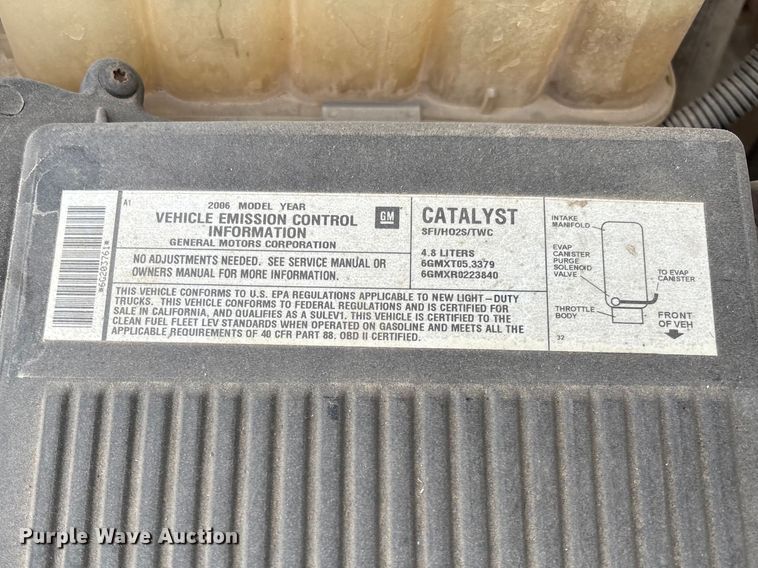 A1
2006 MODEL YEAR
VEHICLE EMISSION CONTROL
INFORMATION
GENERAL MOTORS CORPORATION
GM
NO ADJUSTMENTS NEEDED. SEE SERVICE MANUAL OR
OWNERS MANUAL FOR MORE INFORMATION.
CATALYST
SFI/HO2S/TWC
4.8 LITERS
6GMXT05.3379
6GMXR0223840
THIS VEHICLE CONFORMS TO U.S. EPA REGULATIONS APPLICABLE TO NEW LIGHT-DUTY
TRUCKS. THIS VEHICLE CONFORMS TO FEDERAL REGULATIONS AND IS CERTIFIED FOR
SALE IN CALIFORNIA, AND QUALIFIES AS A SULEV1. THIS VEHICLE IS CERTIFIED TO
CLEAN FUEL FLEET LEV STANDARDS WHEN OPERATED ON GASOLINE AND MEETS ALL THE
APPLICABLE REQUIREMENTS OF 40 CFR PART 88. OBD II CERTIFIED.
*6G203761*
INTAKE
MANIFOLD
EVAP
CANISTER
PURGE
SOLENOID
VALVE
TO EVAP
CANISTER
THROTTLE
BODY
FRONT
OF VEH
32
Purple Wave Auction